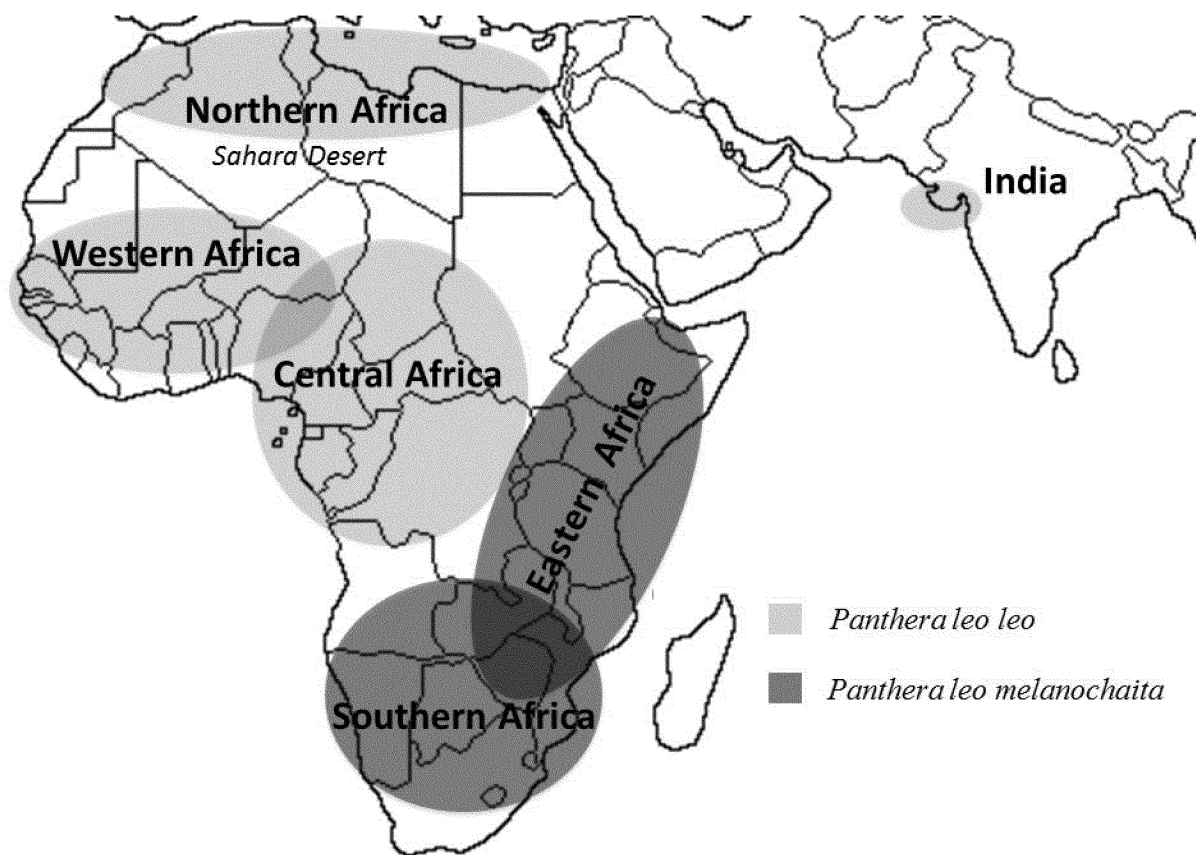 Northern Africa
Sahara Desert
India
Western Africa
Central Africa
Eastern Africa
Panthera leo leo
Panthera leo melanochaita
Southern Africa